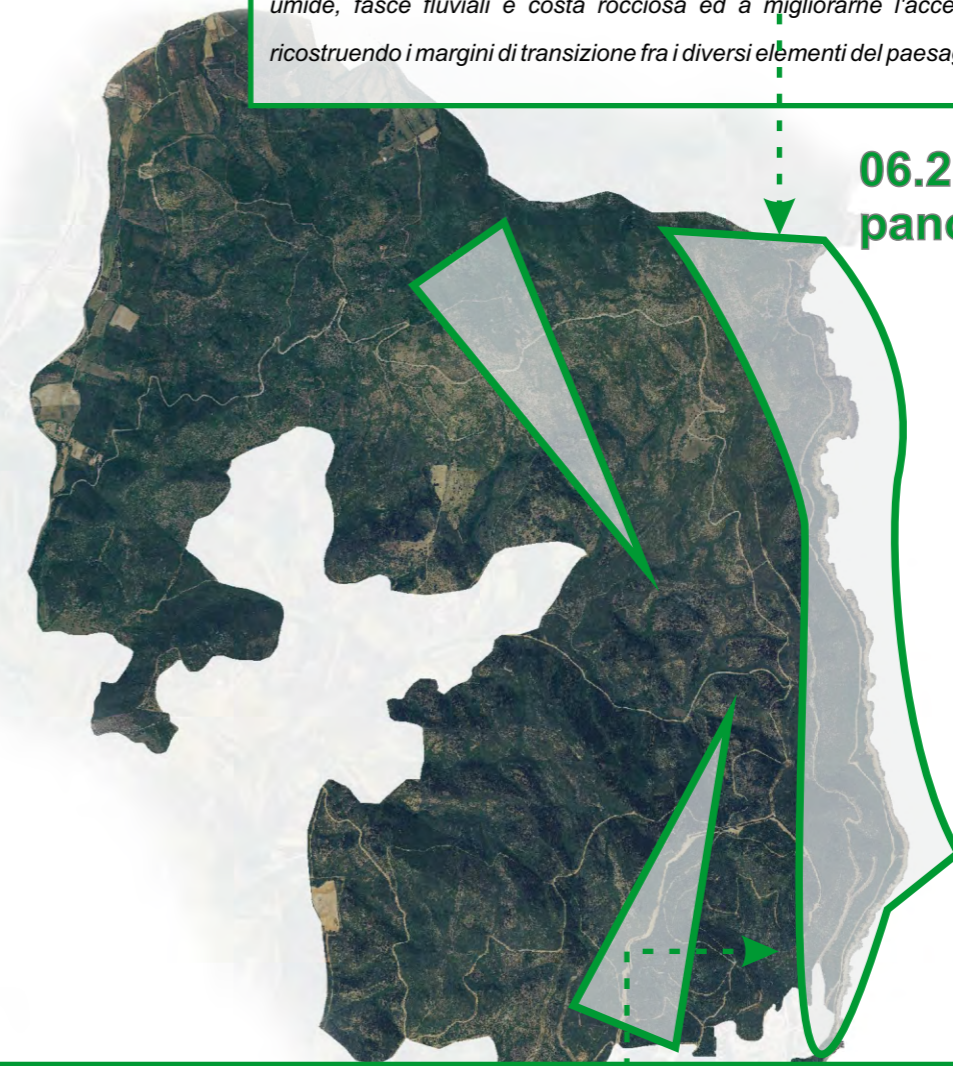 umide, fasce fluviali e costa rocciosa ed a migliorarne l'acce
ricostruendo i margini di transizione fra i diversi elementi del paesag
06.2
pano